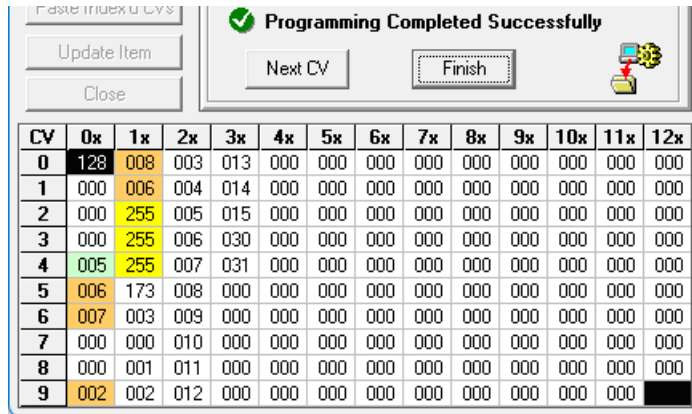 Paste Index'd CVs
Programming Completed Successfully
Update Item
Next CV Finish
Close
CV 0x 1x 2x 3x 4x 5x 6x 7x 8x 9x 10x 11x 12x
0 128 008 003 013 000 000 000 000 000 000 000 000 000
1 000 006 004 014 000 000 000 000 000 000 000 000 000
2 000 255 005 015 000 000 000 000 000 000 000 000 000
3 000 255 006 030 000 000 000 000 000 000 000 000 000
4 005 255 007 031 000 000 000 000 000 000 000 000 000
5 006 173 008 000 000 000 000 000 000 000 000 000 000
6 007 003 009 000 000 000 000 000 000 000 000 000 000
7 000 000 010 000 000 000 000 000 000 000 000 000 000
8 000 001 011 000 000 000 000 000 000 000 000 000 000
9 002 002 012 000 000 000 000 000 000 000 000 000